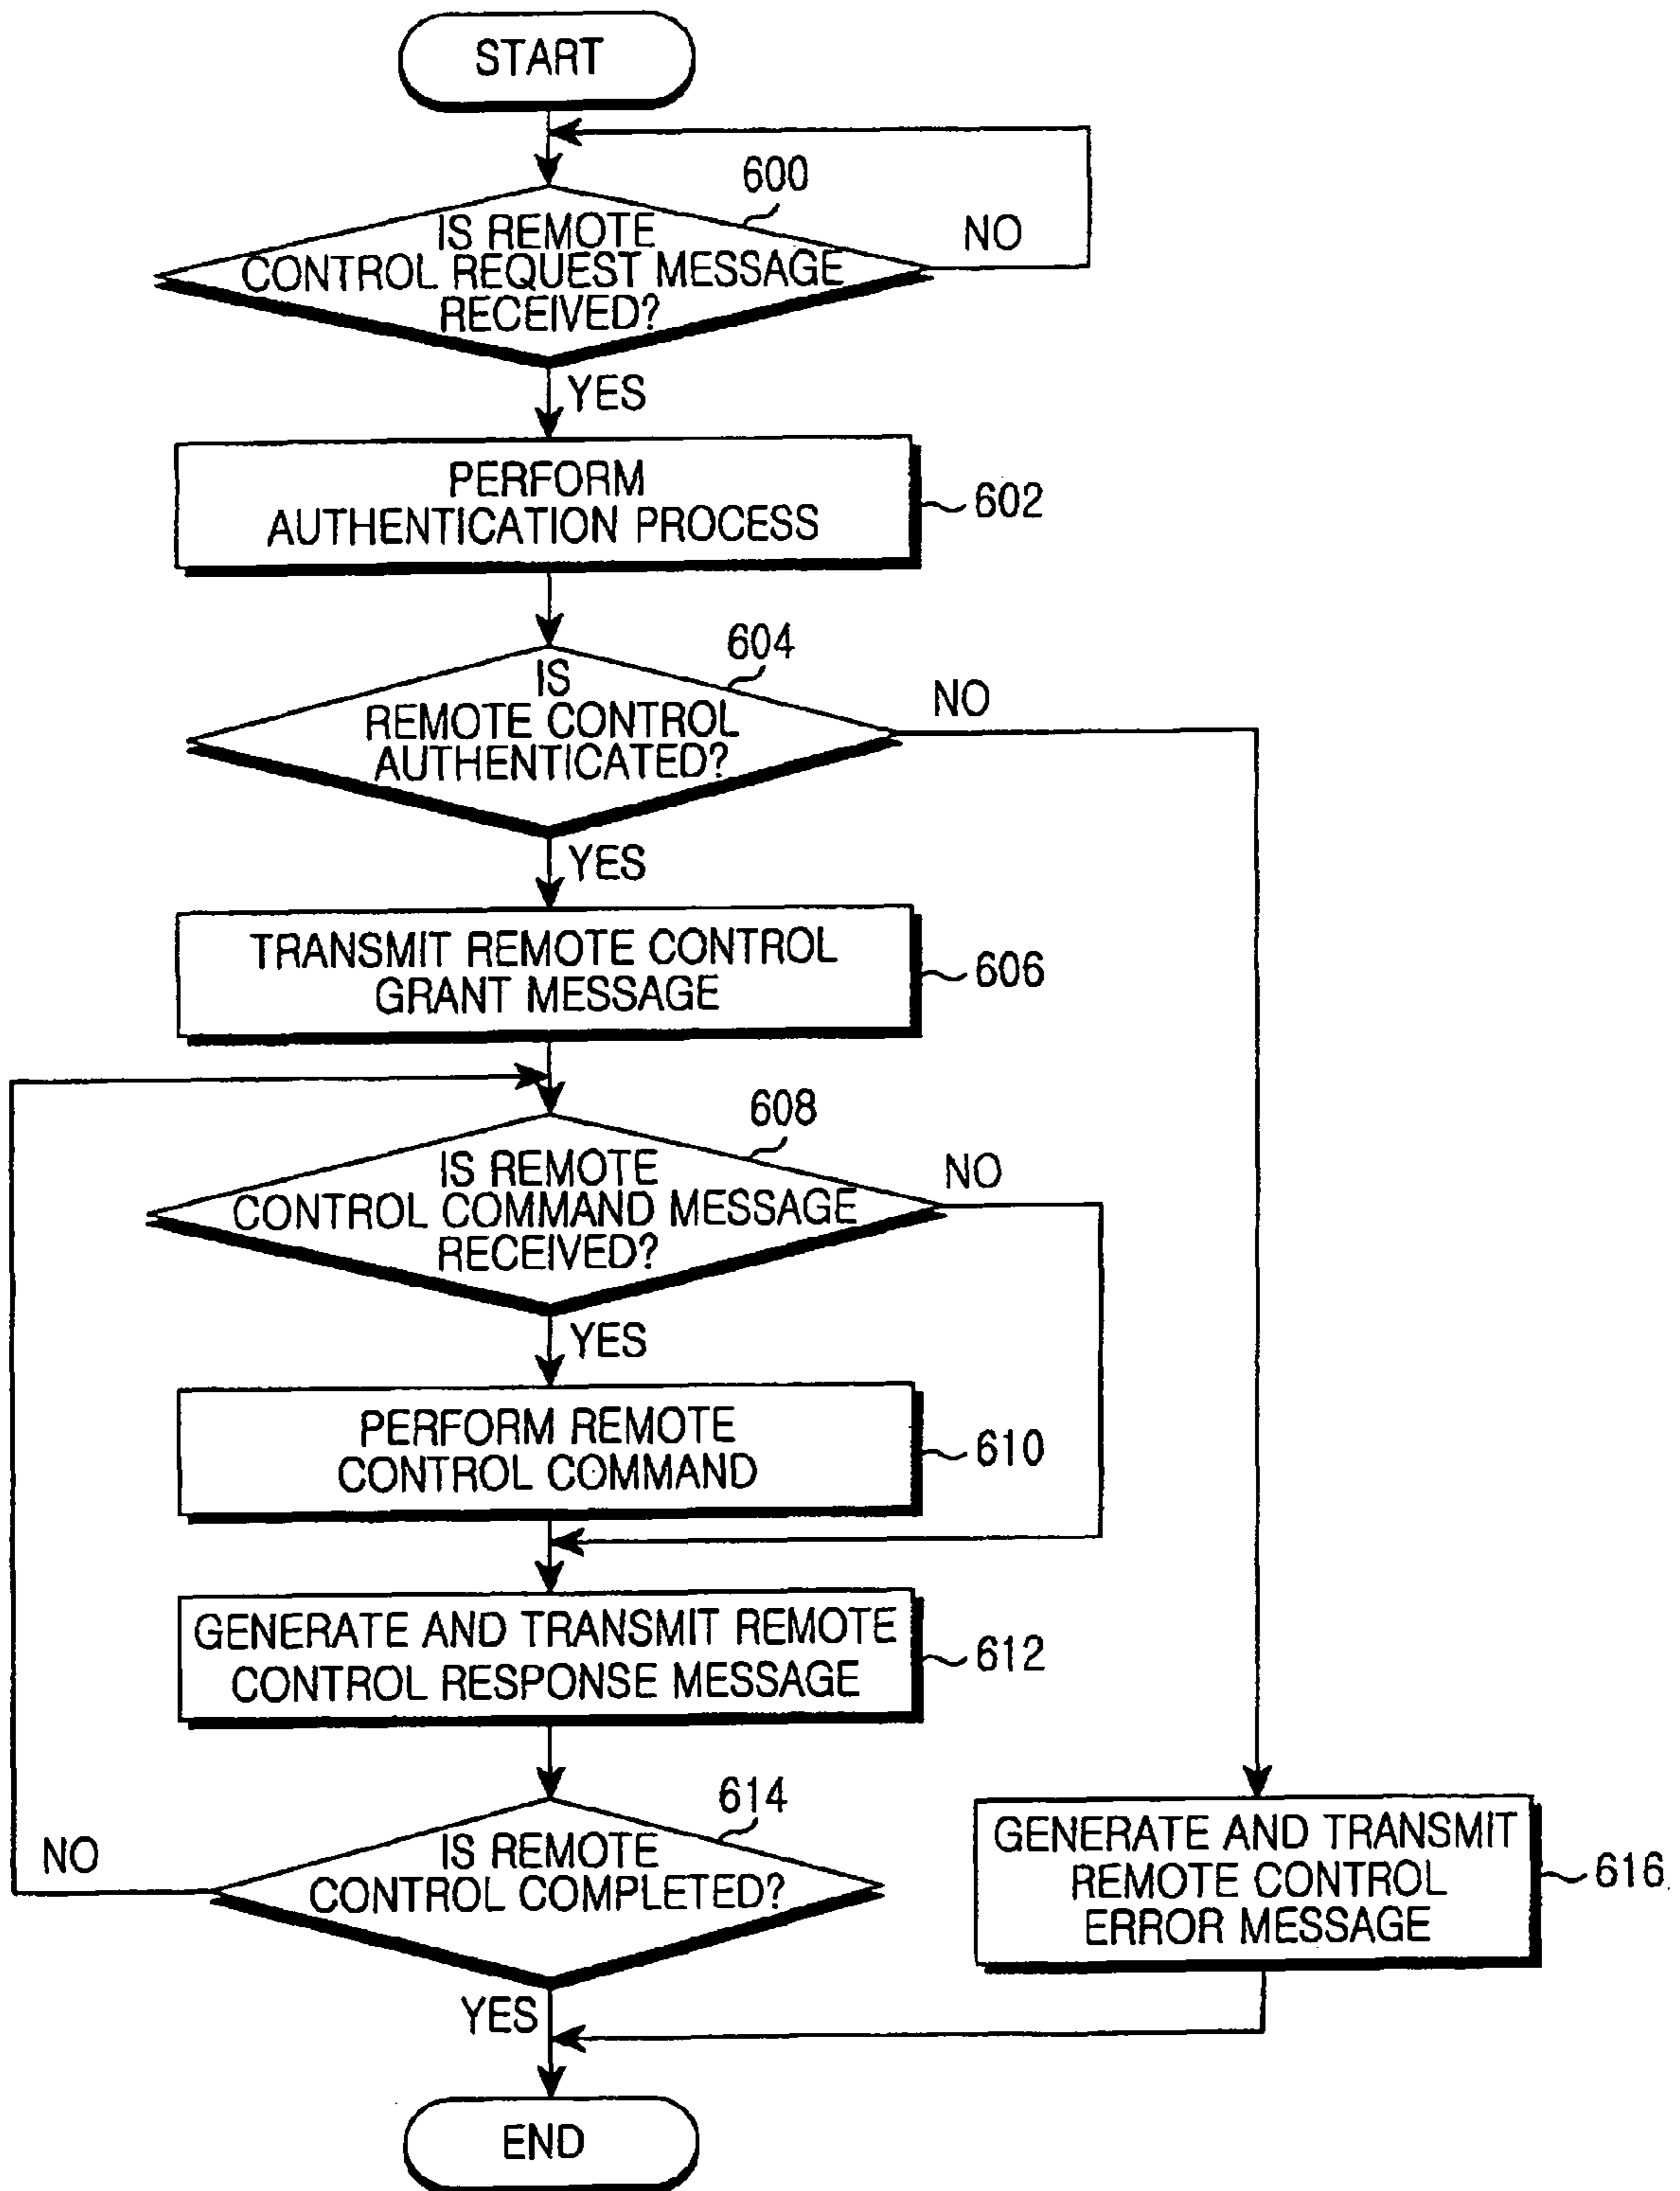 START
600
IS REMOTE
CONTROL REQUEST MESSAGE
RECEIVED?
NO
YES
PERFORM
AUTHENTICATION PROCESS
602
604
IS
REMOTE CONTROL
AUTHENTICATED?
NO
YES
TRANSMIT REMOTE CONTROL
GRANT MESSAGE
606
608
IS REMOTE
CONTROL COMMAND MESSAGE
RECEIVED?
NO
YES
PERFORM REMOTE
CONTROL COMMAND
610
GENERATE AND TRANSMIT REMOTE
CONTROL RESPONSE MESSAGE
612
614
IS REMOTE
CONTROL COMPLETED?
NO
YES
GENERATE AND TRANSMIT
REMOTE CONTROL
ERROR MESSAGE
616
END